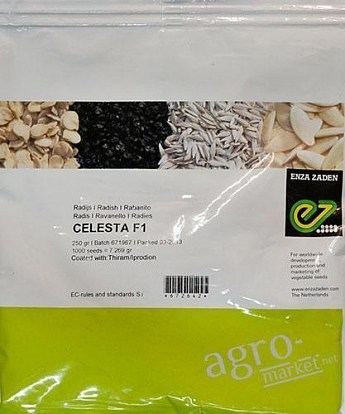 ENZA ZADEN
Radijs I Radish I Rabanito
Radis I Ravanello I Radies
CELESTA F1
250 gr I Batch 671967 I Packed 03-2013
1000 seeds = 7,269 gr
Coated with:Thiram/Iprodion
For worldwide
development
production and
marketing of
vegetable seeds
www.enzazaden.com
The Netherlands
EC-rules and standards
46726424
agro-
market.net